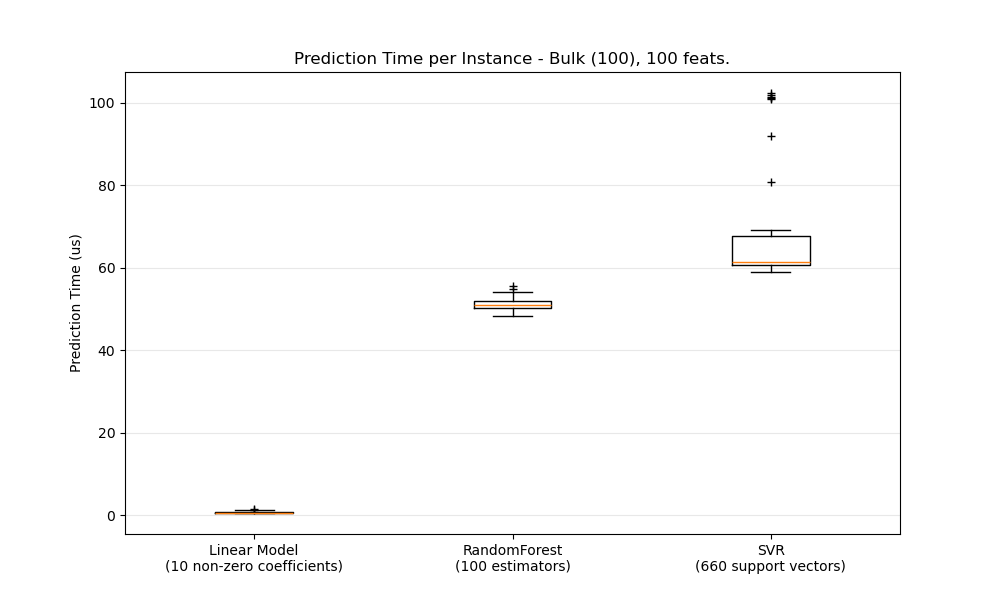 Prediction Time per Instance - Bulk (100), 100 feats.
Prediction Time (us)
100
80
60
40
20
0
Linear Model
(10 non-zero coefficients)
RandomForest
(100 estimators)
SVR
(660 support vectors)